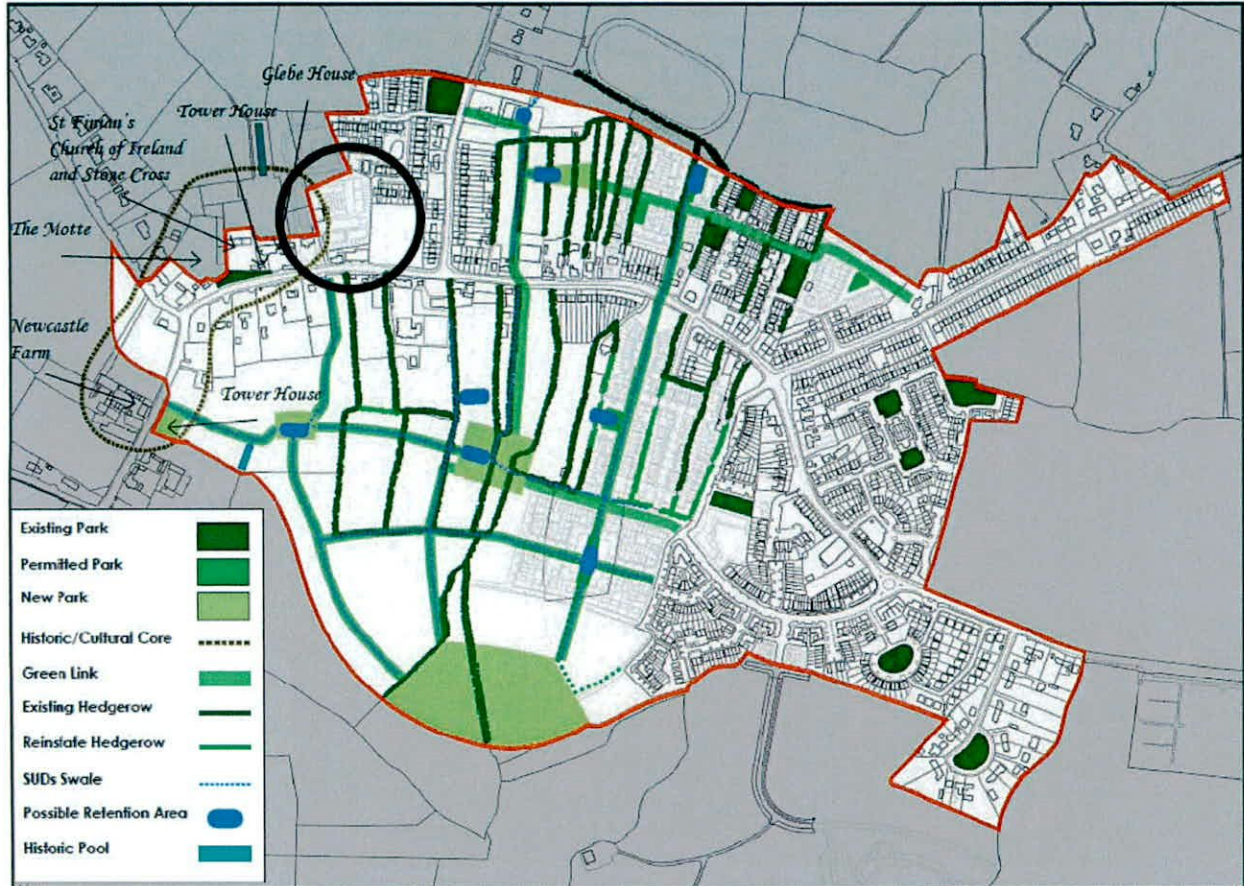 Glebe House
Tower House
St Finian's
Church of Ireland
and Stone Cross
The Motte
Newcastle
Farm
Tower House
Existing Park
Permitted Park
New Park
Historic/Cultural Core
Green Link
Existing Hedgerow
Reinstate Hedgerow
SUDs Swale
Possible Retention Area
Historic Pool